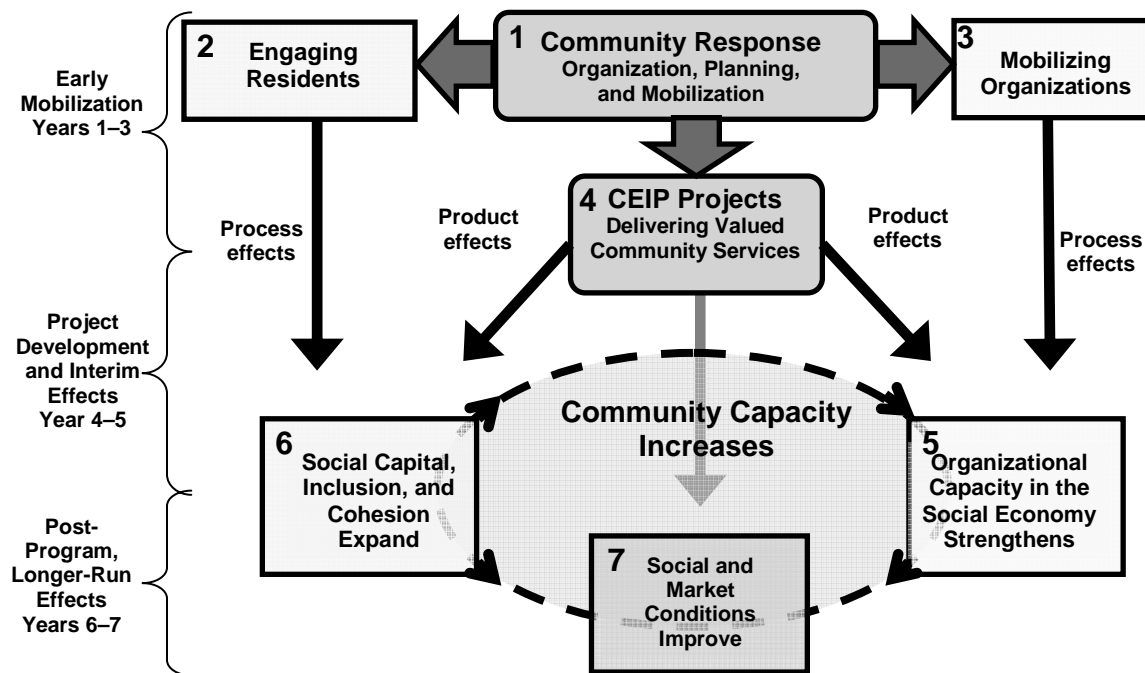 Early
Mobilization
Years 1–3
Project
Development
and Interim
Effects
Year 4–5
Post-
Program,
Longer-Run
Effects
Years 6–7
2
Engaging
Residents
1
Community Response
Organization, Planning,
and Mobilization
3
Mobilizing
Organizations
4
CEIP Projects
Delivering Valued
Community Services
Process
effects
Product
effects
Product
effects
Process
effects
Community Capacity
Increases
6
Social Capital,
Inclusion, and
Cohesion
Expand
5
Organizational
Capacity in the
Social Economy
Strengthens
7
Social and
Market
Conditions
Improve